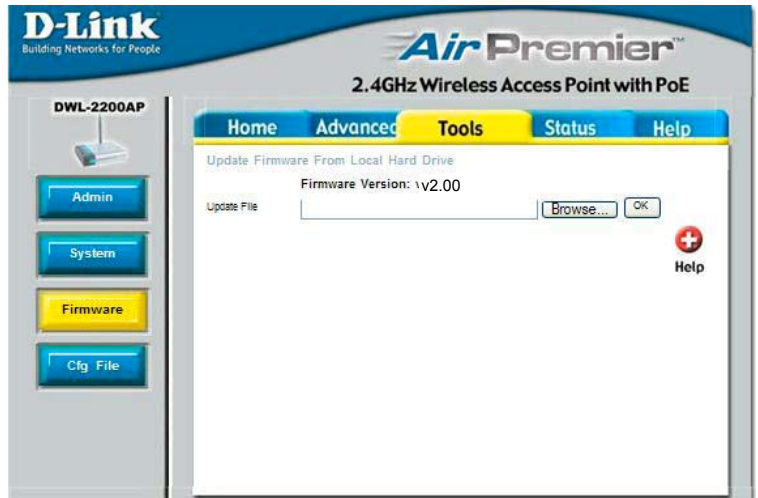 D-Link
Building Networks for People
AirPremier™
2.4GHz Wireless Access Point with PoE
DWL-2200AP
Home Advanced Tools Status Help
Update Firmware From Local Hard Drive
Firmware Version: v2.00
Update File Browse... OK
Help
Admin
System
Firmware
Cfg File